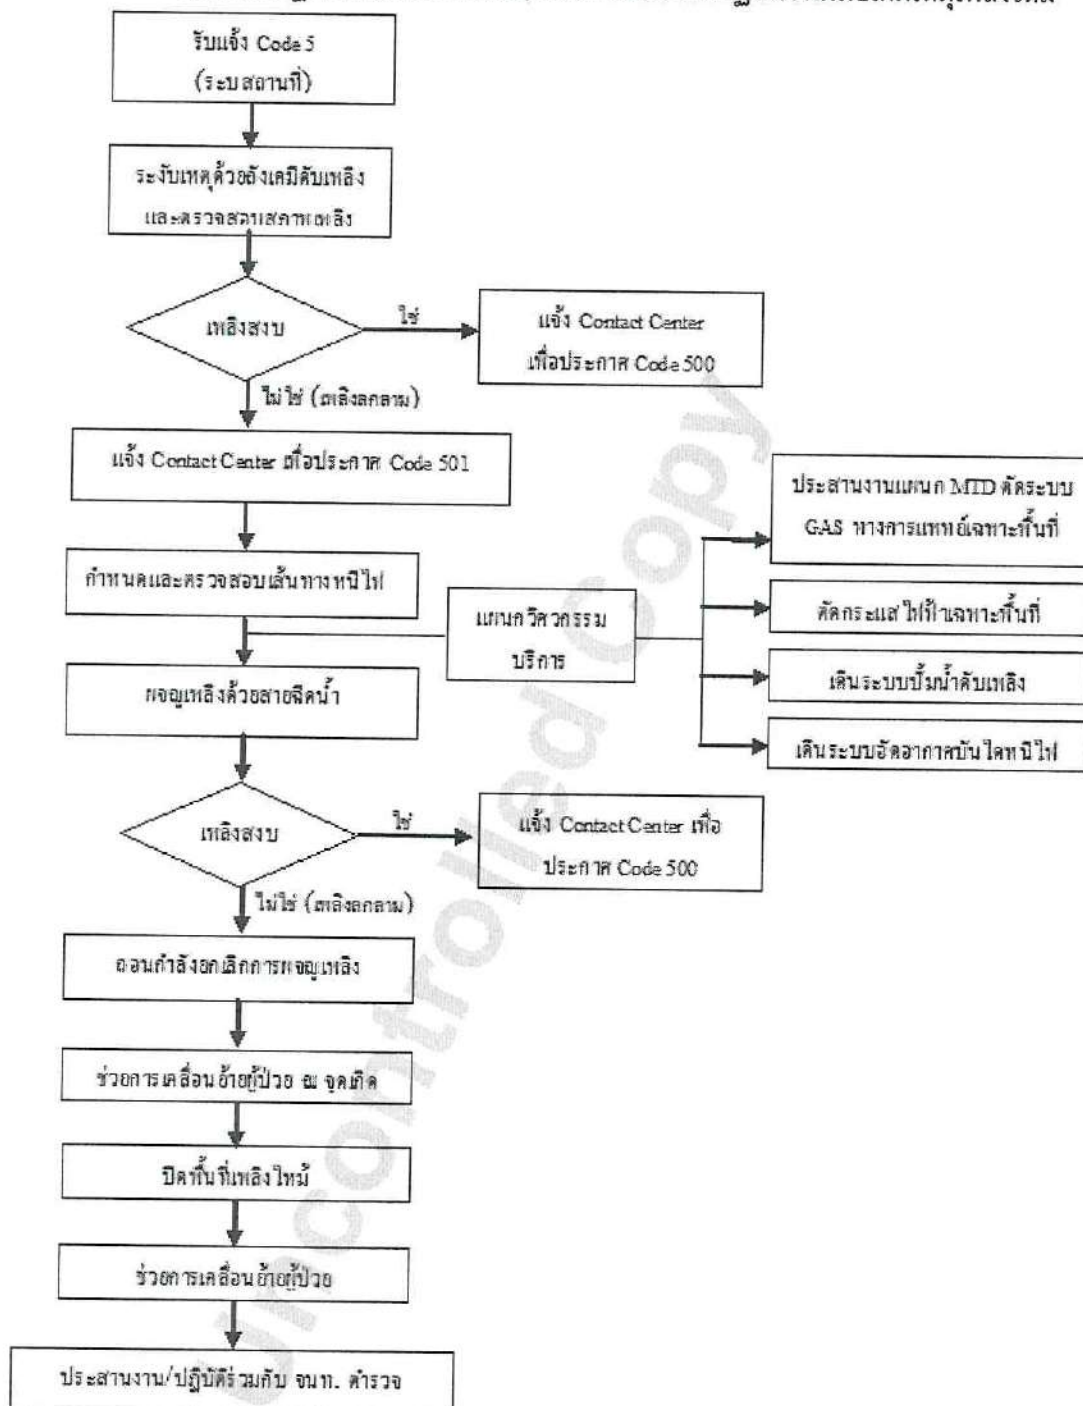 รับแจ้ง Code 5
(ระบุสถานที่)
ระงับเหตุด้วยถังเคมีดับเพลิง
และตรวจสอบสภาพเพลิง
เพลิงสงบ
ใช่
แจ้ง Contact Center
เพื่อประกาศ Code 500
ไม่ใช่ (เพลิงลุกลาม)
แจ้ง Contact Center เพื่อประกาศ Code 501
ประสานงานแผนก MTD ตัดระบบ
GAS ทางการแพทย์เฉพาะพื้นที่
กำหนดและตรวจสอบเส้นทางหนีไฟ
แผนกวิศวกรรม
บริการ
ตัดกระแสไฟฟ้าเฉพาะพื้นที่
ผจญเพลิงด้วยสายฉีดน้ำ
เดินระบบปั๊มน้ำดับเพลิง
เดินระบบอัดอากาศบันไดหนีไฟ
เพลิงสงบ
ใช่
แจ้ง Contact Center เพื่อ
ประกาศ Code 500
ไม่ใช่ (เพลิงลุกลาม)
ถอนกำลังยกเลิกการผจญเพลิง
ช่วยการเคลื่อนย้ายผู้ป่วย ณ จุดเกิด
ปิดพื้นที่เพลิงไหม้
ช่วยการเคลื่อนย้ายผู้ป่วย
ประสานงาน/ปฏิบัติร่วมกับ จนท. ตำรวจ
Uncontrolled Copy